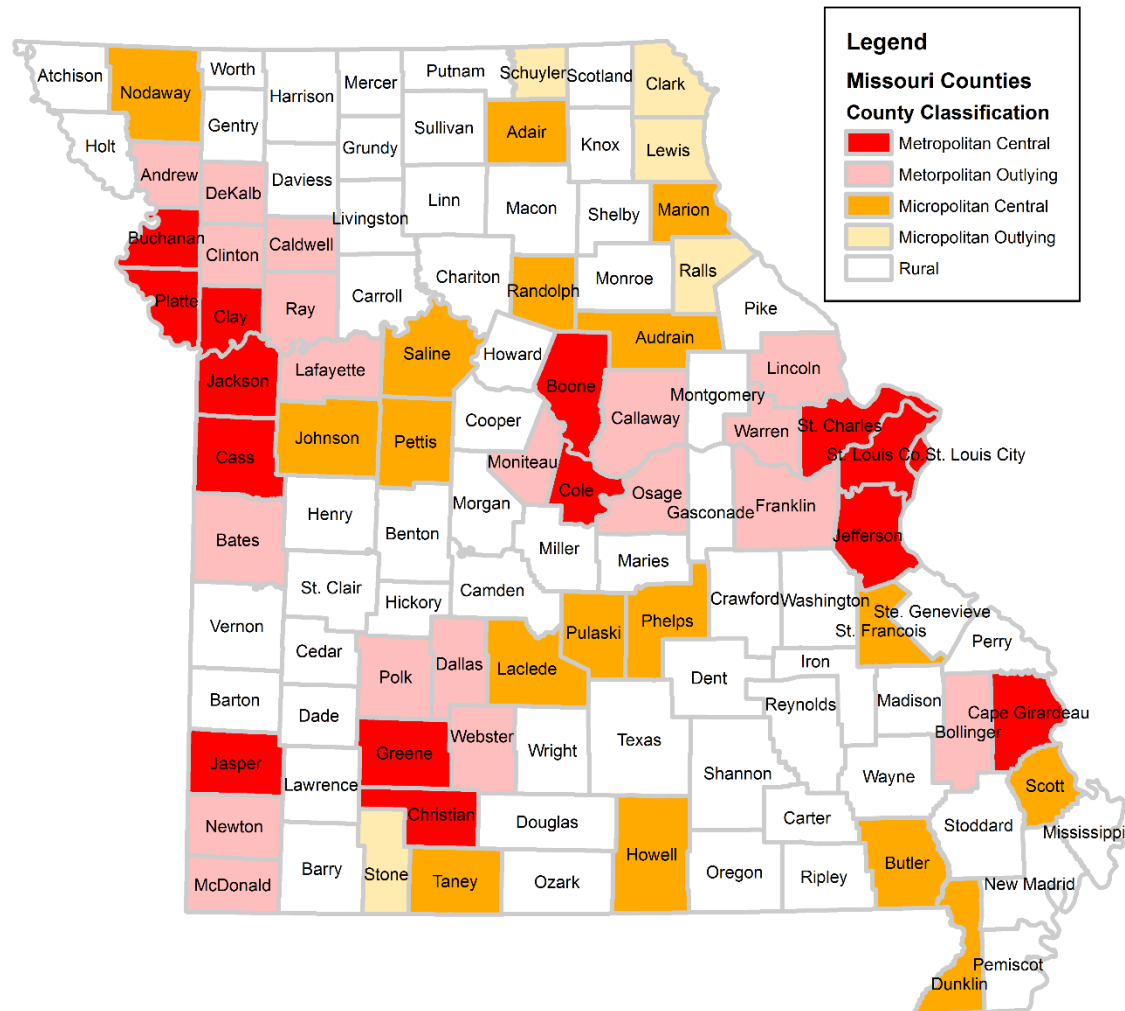 Legend
Missouri Counties
County Classification
Metropolitan Central
Metorpolitan Outlying
Micropolitan Central
Micropolitan Outlying
Rural
Atchison
Nodaway
Worth
Harrison
Mercer
Putnam
Schuyler
Scotland
Clark
Gentry
Holt
Sullivan
Adair
Knox
Lewis
Grundy
Andrew
DeKalb
Daviess
Linn
Macon
Shelby
Marion
Livingston
Buchanan
Clinton
Caldwell
Chariton
Randolph
Monroe
Ralls
Platte
Clay
Ray
Carroll
Pike
Audrain
Saline
Howard
Lafayette
Jackson
Boone
Lincoln
Montgomery
Callaway
Cooper
Warren
St. Charles
Johnson
Pettis
Cass
Moniteau
St. Louis Co.
St. Louis City
Cole
Osage
Franklin
Morgan
Gasconade
Henry
Benton
Jefferson
Bates
Miller
Maries
St. Clair
Camden
Hickory
Crawford
Washington
Ste. Genevieve
Vernon
Pulaski
Phelps
St. Francois
Perry
Cedar
Polk
Dallas
Laclede
Dent
Iron
Barton
Dade
Reynolds
Madison
Cape Girardeau
Bollinger
Webster
Greene
Wright
Texas
Jasper
Shannon
Wayne
Scott
Lawrence
Christian
Douglas
Carter
Stoddard
Mississippi
Newton
Howell
Butler
Barry
Stone
Taney
Ozark
Oregon
Ripley
McDonald
New Madrid
Pemiscot
Dunklin